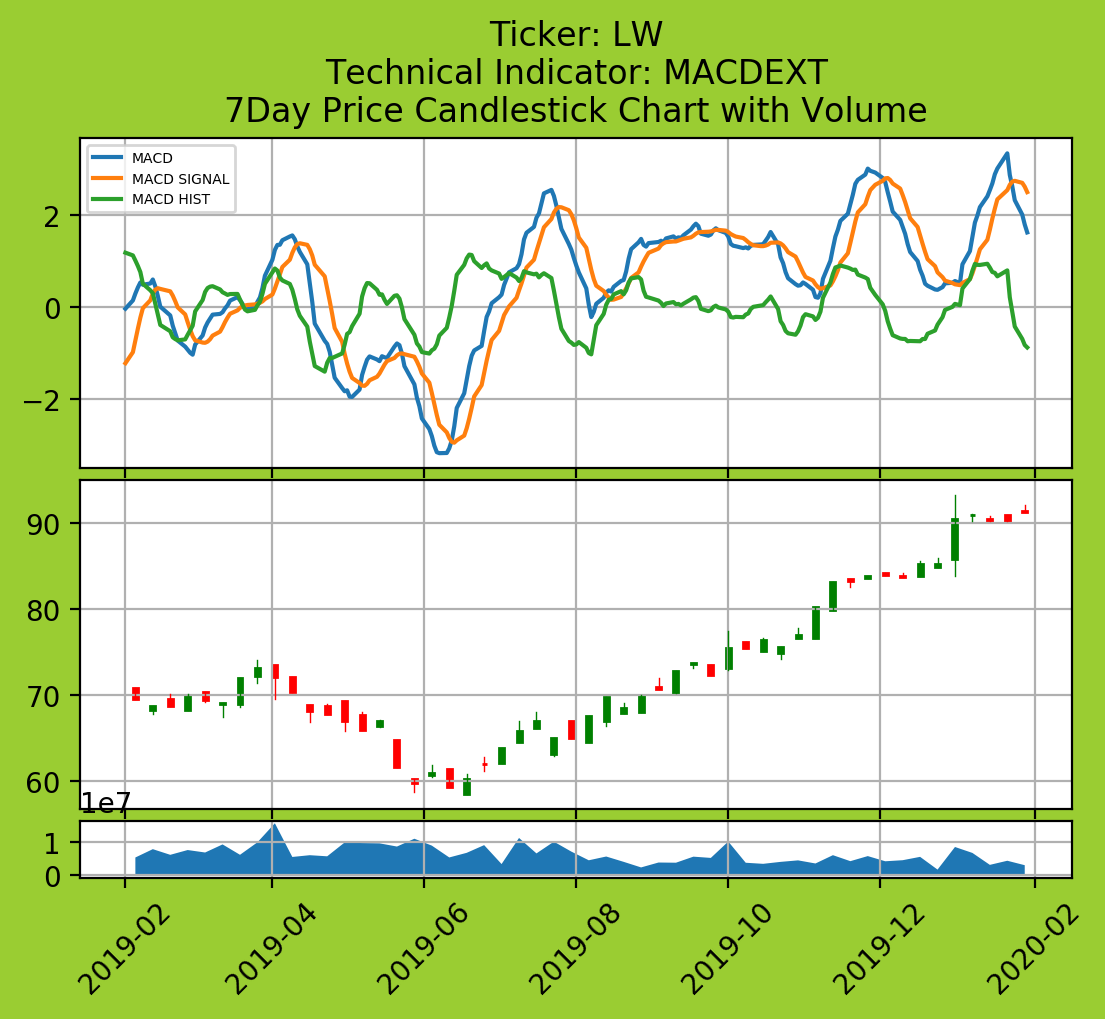 Ticker: LW
Technical Indicator: MACDEXT
7Day Price Candlestick Chart with Volume
MACD
MACD SIGNAL
MACD HIST
2
0
−2
90
80
70
60
1e7
1
0
2019-02
2019-04
2019-06
2019-08
2019-10
2019-12
2020-02